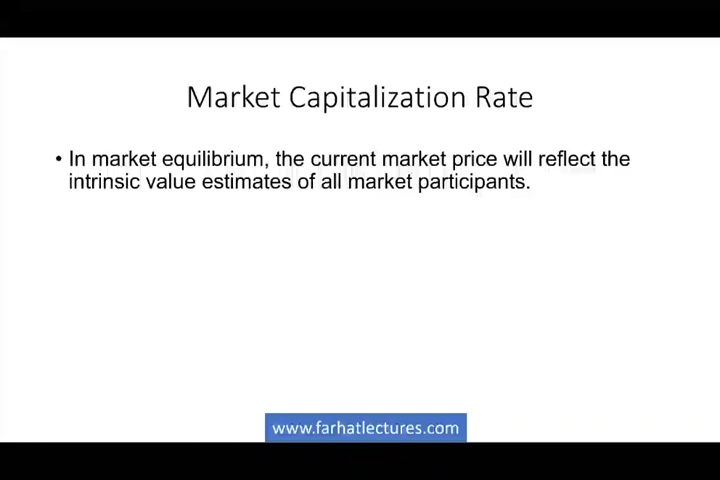 Market Capitalization Rate
• In market equilibrium, the current market price will reflect the
intrinsic value estimates of all market participants.
www.farhatlectures.com